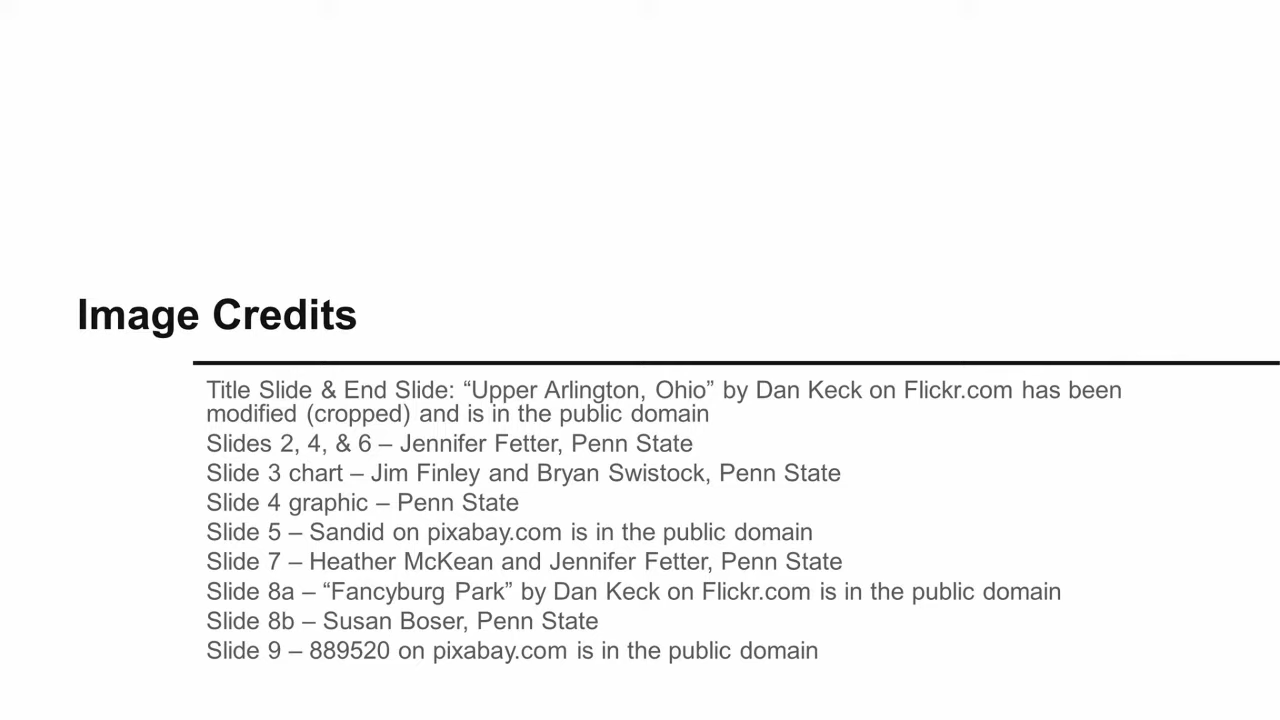 Image Credits
Title Slide & End Slide: “Upper Arlington, Ohio” by Dan Keck on Flickr.com has been
modified (cropped) and is in the public domain
Slides 2, 4, & 6 – Jennifer Fetter, Penn State
Slide 3 chart – Jim Finley and Bryan Swistock, Penn State
Slide 4 graphic – Penn State
Slide 5 – Sandid on pixabay.com is in the public domain
Slide 7 – Heather McKean and Jennifer Fetter, Penn State
Slide 8a – “Fancyburg Park” by Dan Keck on Flickr.com is in the public domain
Slide 8b – Susan Boser, Penn State
Slide 9 – 889520 on pixabay.com is in the public domain